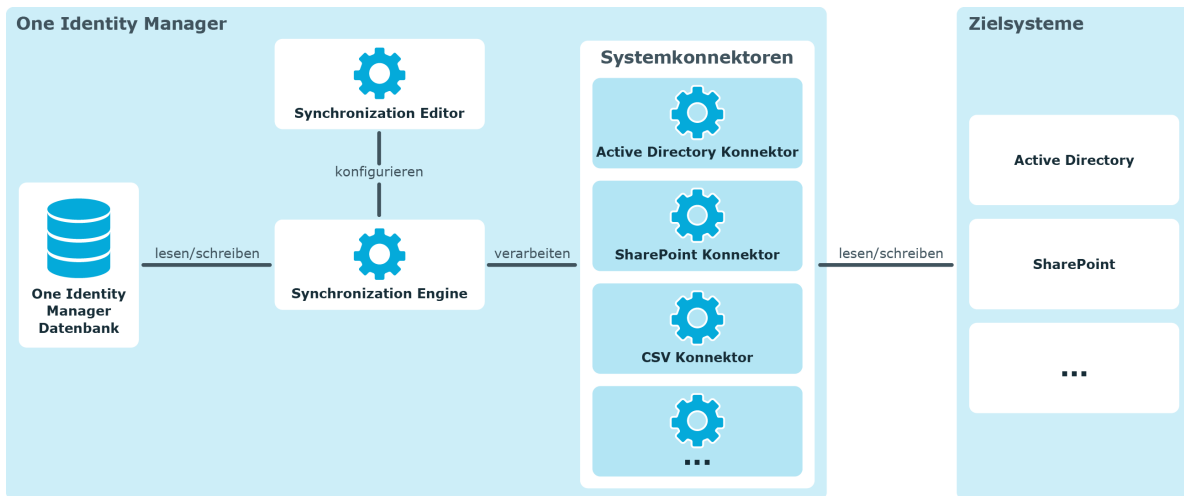 One Identity Manager
Synchronization Editor
konfigurieren
One Identity
Manager
Datenbank
lesen/schreiben
Synchronization Engine
verarbeiten
Systemkonnektoren
Active Directory Konnektor
SharePoint Konnektor
CSV Konnektor
...
lesen/schreiben
Zielsysteme
Active Directory
SharePoint
...